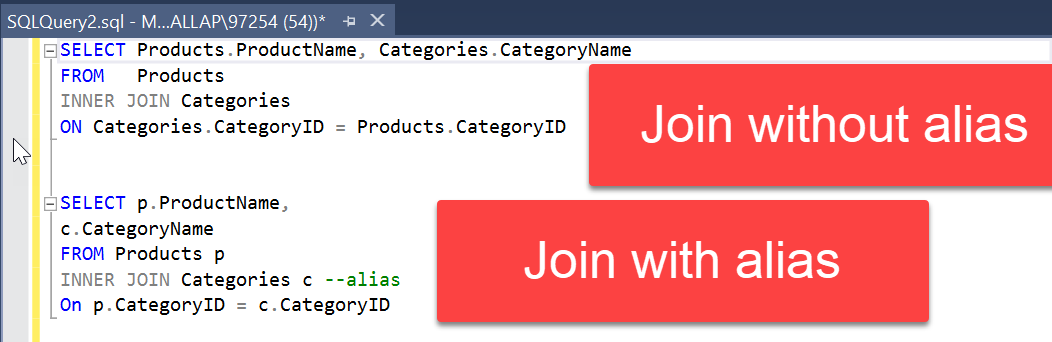 SQLQuery2.sql - M...ALLAP\97254 (54))*
SELECT Products.ProductName, Categories.CategoryName
FROM   Products
INNER JOIN Categories
ON Categories.CategoryID = Products.CategoryID
Join without alias
SELECT p.ProductName,
c.CategoryName
FROM Products p
INNER JOIN Categories c --alias
On p.CategoryID = c.CategoryID
Join with alias